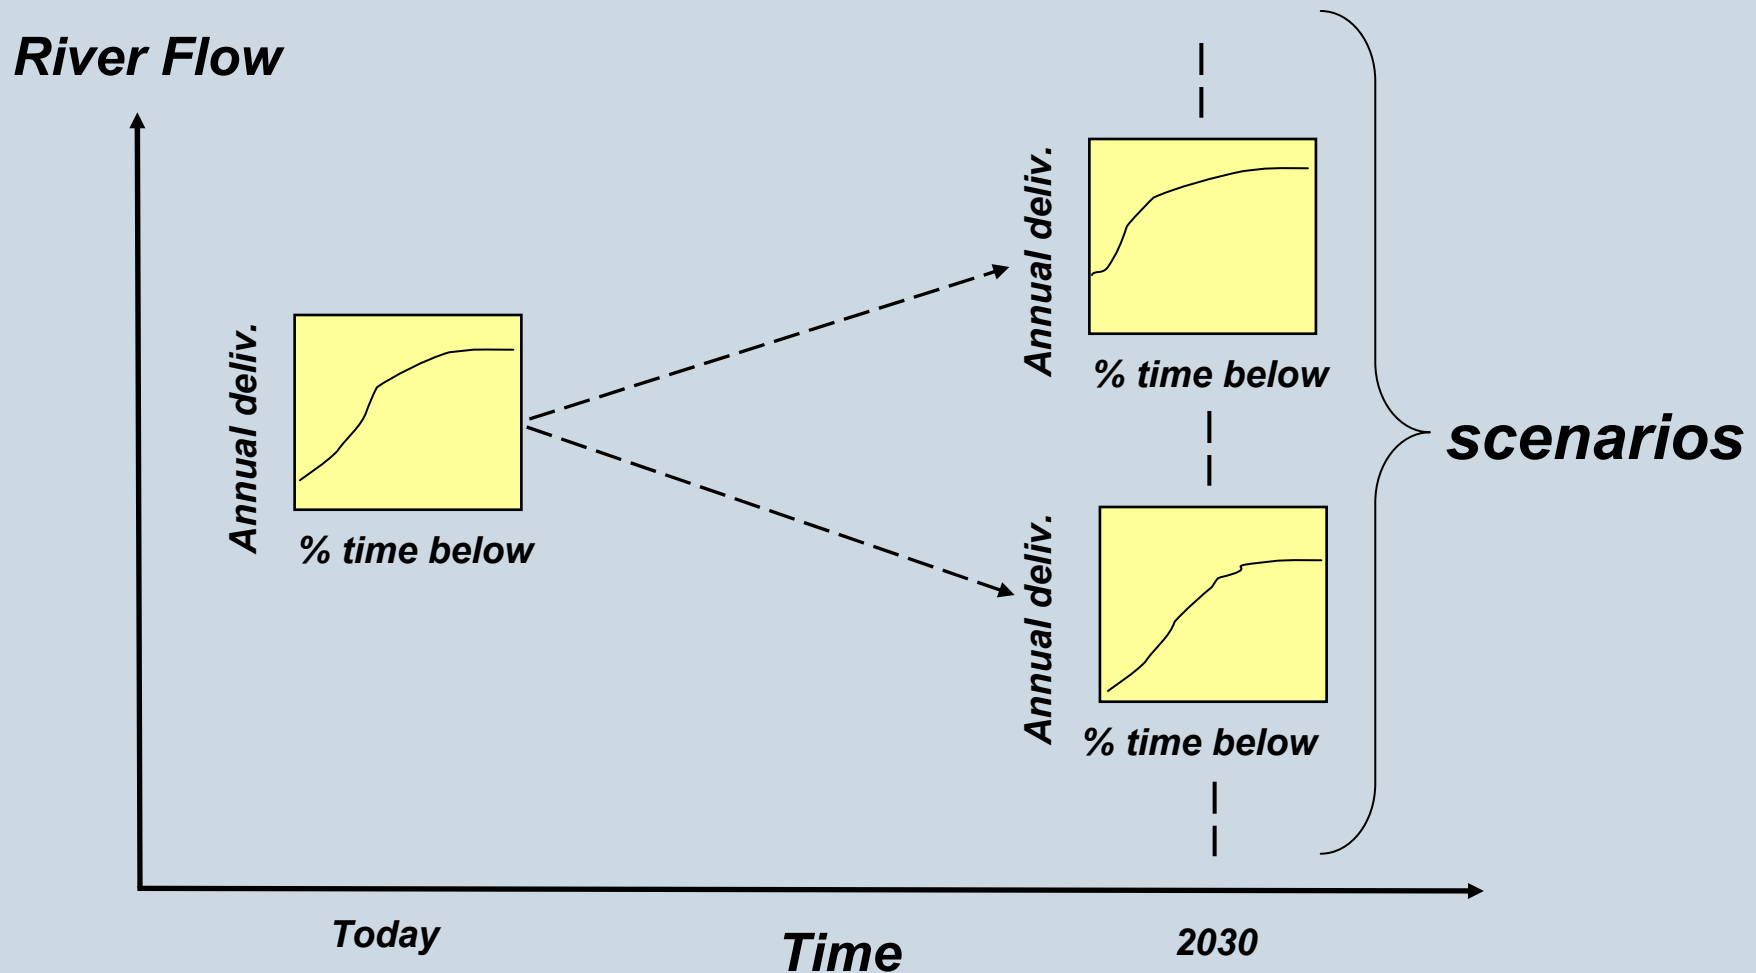 River Flow
Annual deliv.
% time below
Annual deliv.
% time below
Annual deliv.
% time below
scenarios
Today
Time
2030